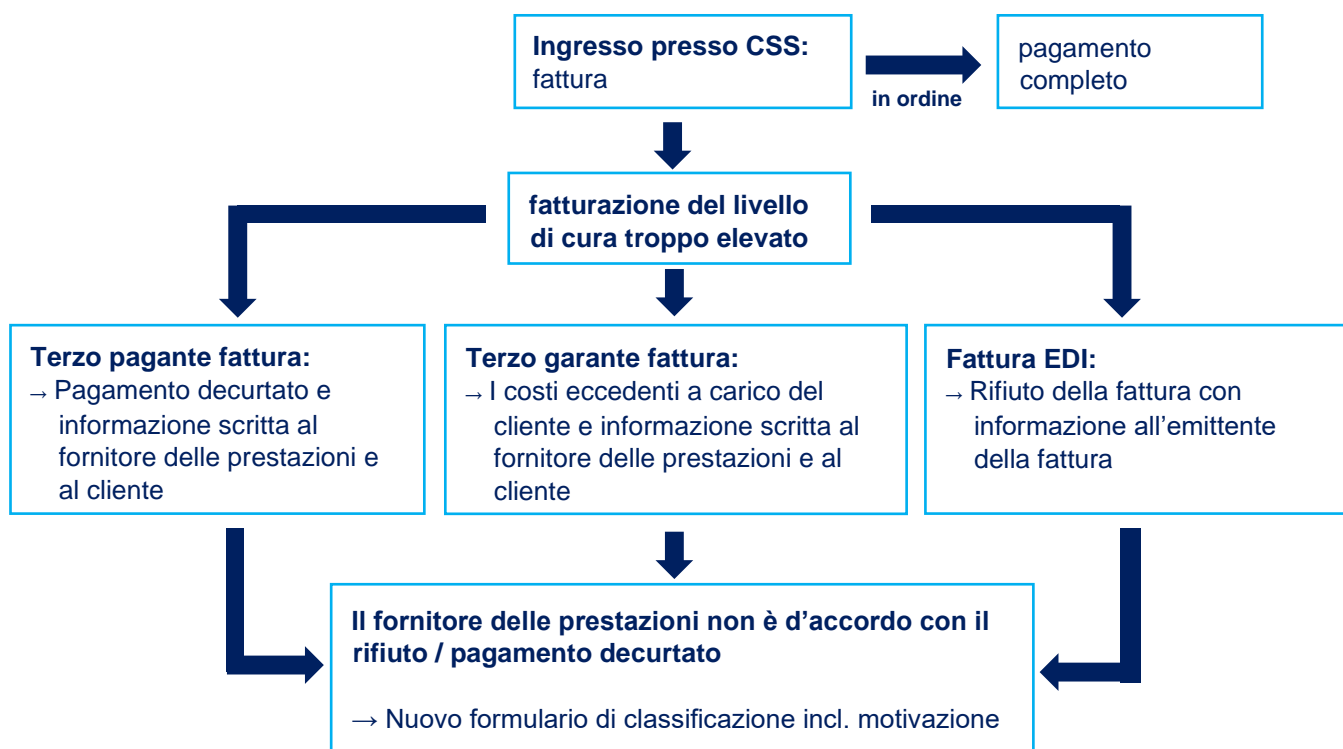 Ingresso presso CSS:
fattura
in ordine
pagamento
completo
fatturazione del livello
di cura troppo elevato
Terzo pagante fattura:
→ Pagamento decurtato e
informazione scritta al
fornitore delle prestazioni e
al cliente
Terzo garante fattura:
→ I costi eccedenti a carico del
cliente e informazione scritta al
fornitore delle prestazioni e al
cliente
Fattura EDI:
→ Rifiuto della fattura con
informazione all’emittente
della fattura
Il fornitore delle prestazioni non è d’accordo con il
rifiuto / pagamento decurtato
→ Nuovo formulario di classificazione incl. motivazione